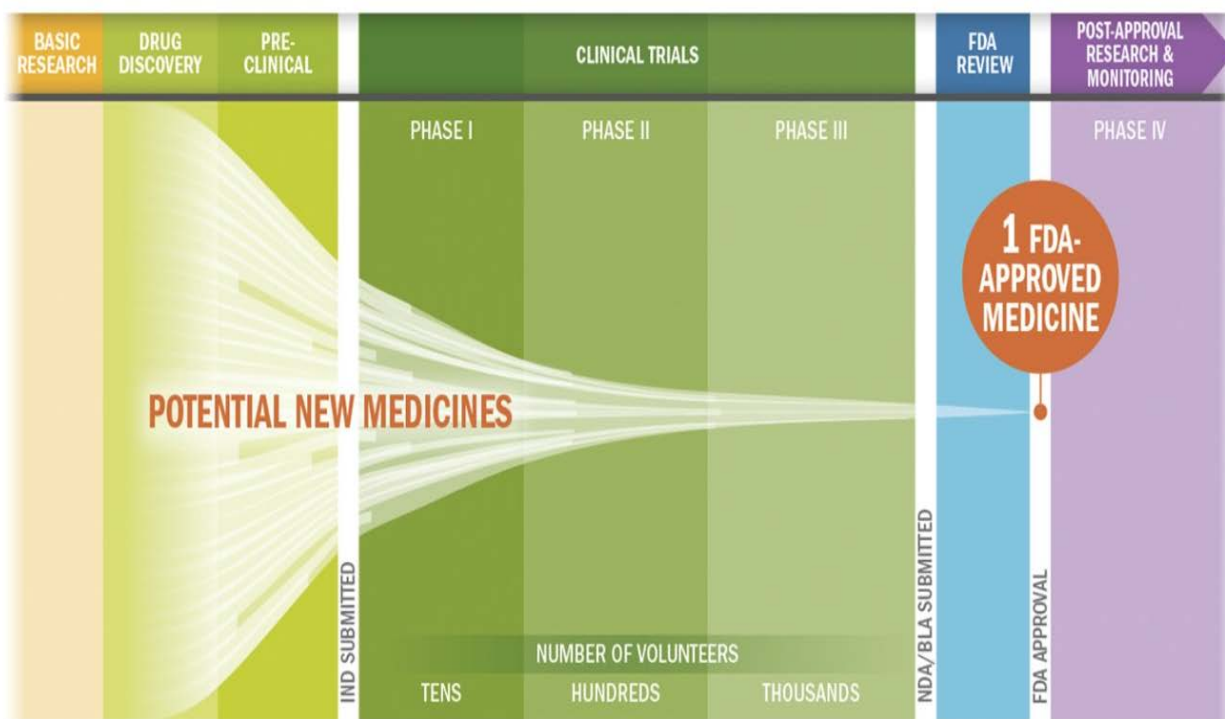 BASIC
RESEARCH
DRUG
DISCOVERY
PRE-
CLINICAL
CLINICAL TRIALS
FDA
REVIEW
POST-APPROVAL
RESEARCH &
MONITORING
PHASE I
PHASE II
PHASE III
PHASE IV
1 FDA-
APPROVED
MEDICINE
POTENTIAL NEW MEDICINES
IND SUBMITTED
NDA/BLA SUBMITTED
FDA APPROVAL
NUMBER OF VOLUNTEERS
TENS
HUNDREDS
THOUSANDS